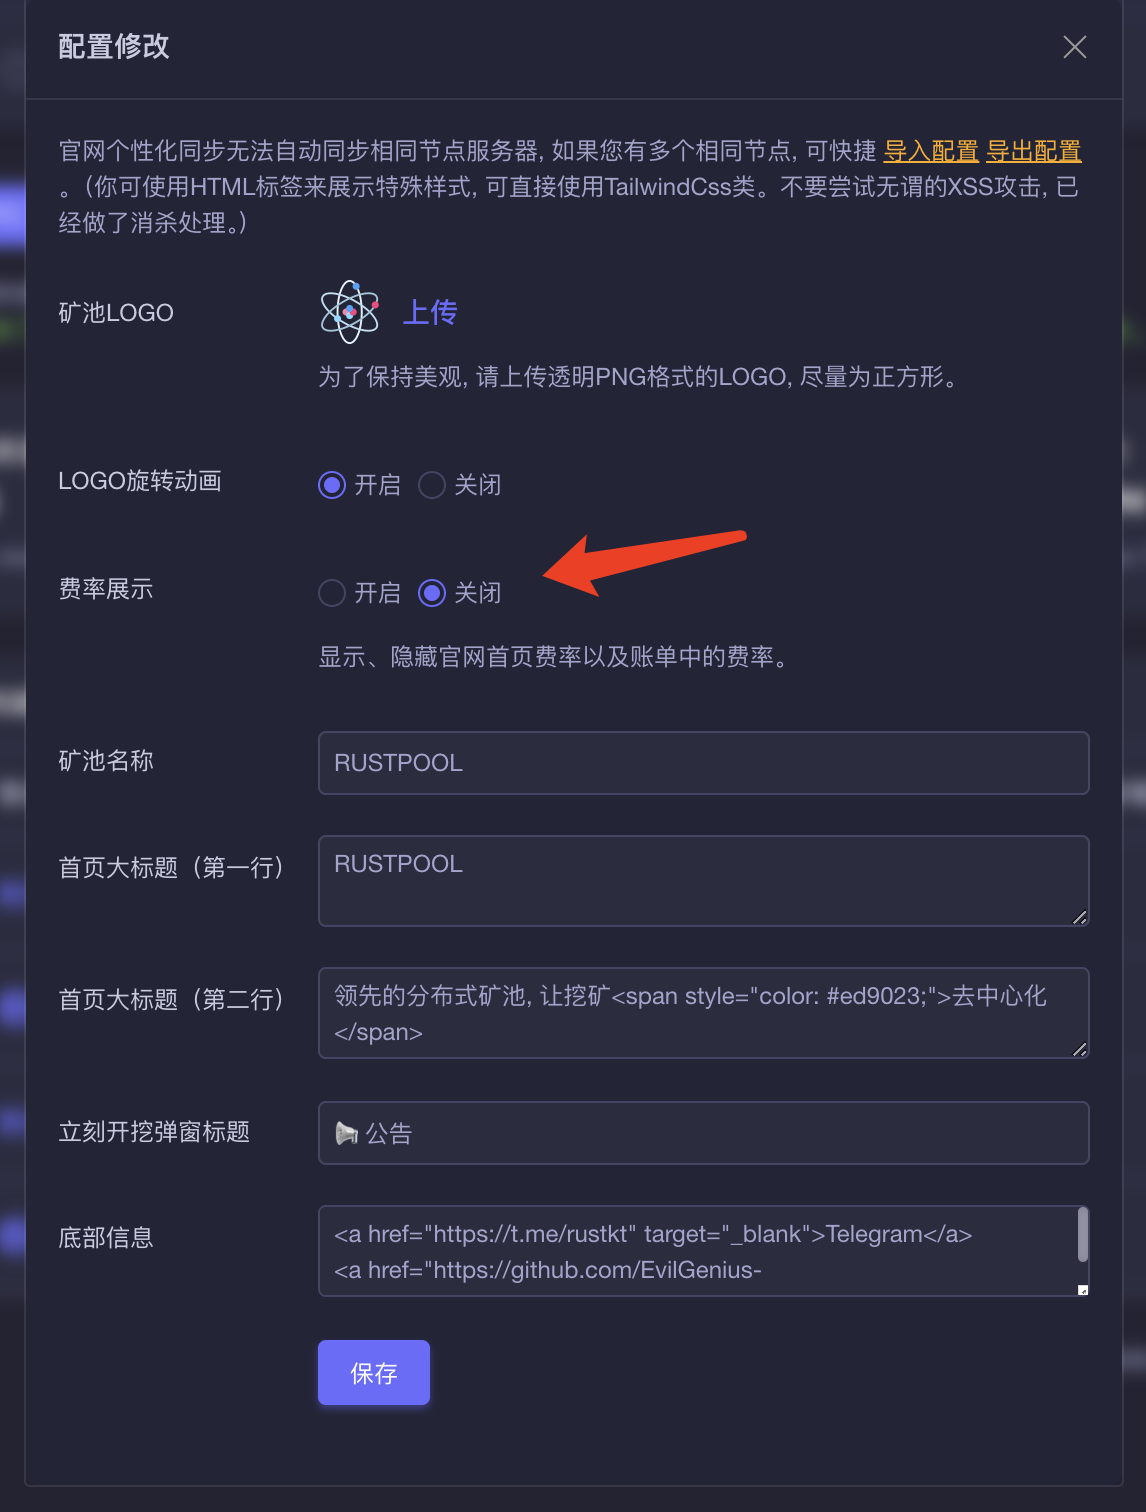 配置修改
官网个性化同步无法自动同步相同节点服务器, 如果您有多个相同节点, 可快捷 导入配置 导出配置
。（你可使用HTML标签来展示特殊样式, 可直接使用TailwindCss类。不要尝试无谓的XSS攻击, 已
经做了消杀处理。）
矿池LOGO
上传
为了保持美观, 请上传透明PNG格式的LOGO, 尽量为正方形。
LOGO旋转动画
开启 关闭
费率展示
开启 关闭
显示、隐藏官网首页费率以及账单中的费率。
矿池名称
RUSTPOOL
首页大标题（第一行）
RUSTPOOL
首页大标题（第二行）
领先的分布式矿池, 让挖矿<span style="color: #ed9023;">去中心化
</span>
立刻开挖弹窗标题
📢 公告
底部信息
<a href="https://t.me/rustkt" target="_blank">Telegram</a>
<a href="https://github.com/EvilGenius-
保存